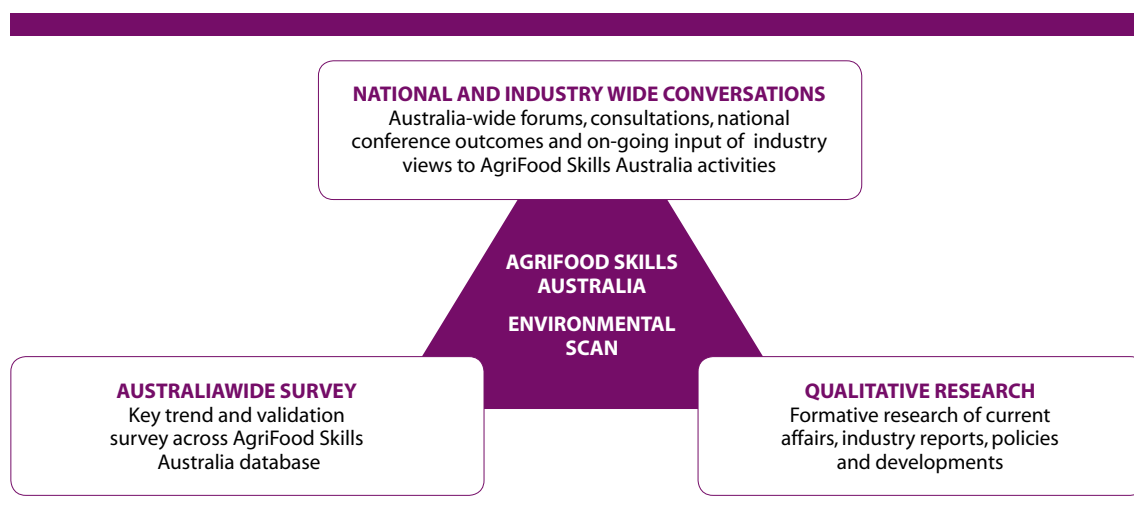 NATIONAL AND INDUSTRY WIDE CONVERSATIONS
Australia-wide forums, consultations, national
conference outcomes and on-going input of industry
views to AgriFood Skills Australia activities
AGRIFOOD SKILLS
AUSTRALIA
ENVIRONMENTAL
SCAN
AUSTRALIAWIDE SURVEY
Key trend and validation
survey across AgriFood Skills
Australia database
QUALITATIVE RESEARCH
Formative research of current
affairs, industry reports, policies
and developments